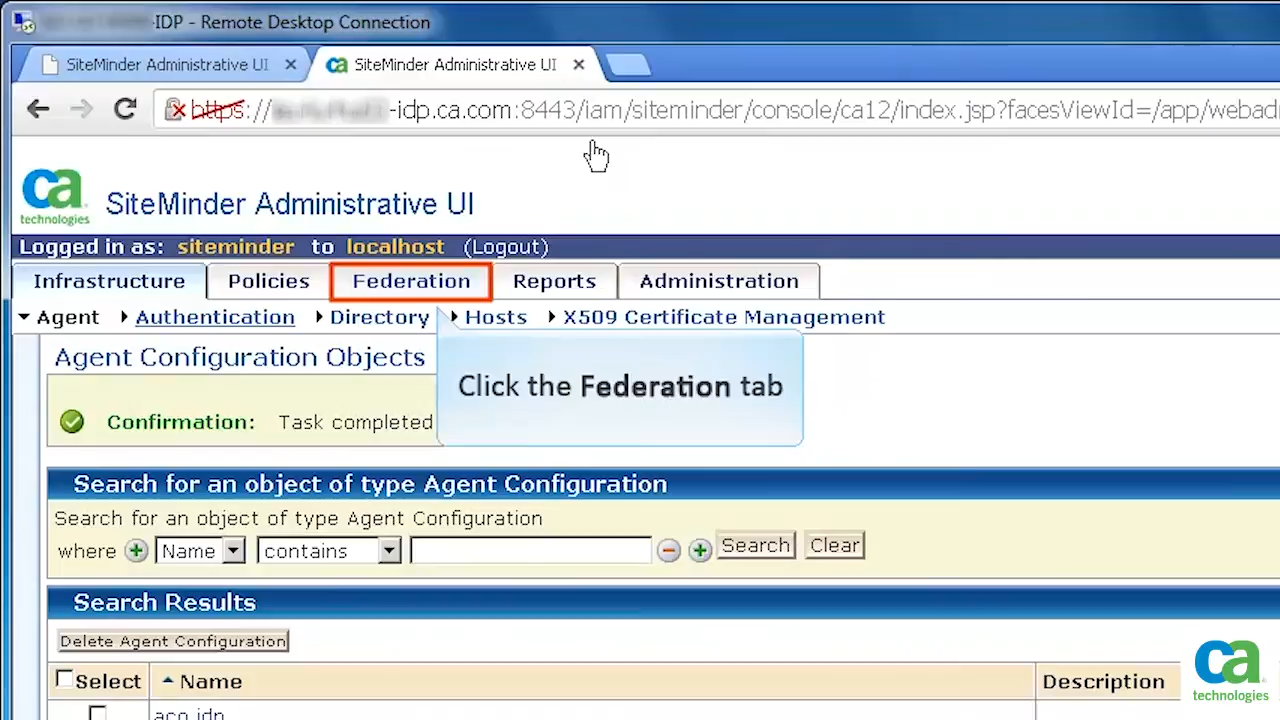 -IDP - Remote Desktop Connection
SiteMinder Administrative UI
SiteMinder Administrative UI
https:// -idp.ca.com:8443/iam/siteminder/console/ca12/index.jsp?facesViewId=/app/webad
ca
technologies
SiteMinder Administrative UI
Logged in as: siteminder to localhost (Logout)
Infrastructure Policies Federation Reports Administration
Agent Authentication Directory Hosts X509 Certificate Management
Agent Configuration Objects
Click the Federation tab
Confirmation: Task completed
Search for an object of type Agent Configuration
Search for an object of type Agent Configuration
where Name contains Search Clear
Search Results
Delete Agent Configuration
Select Name Description
aco idp
ca
technologies